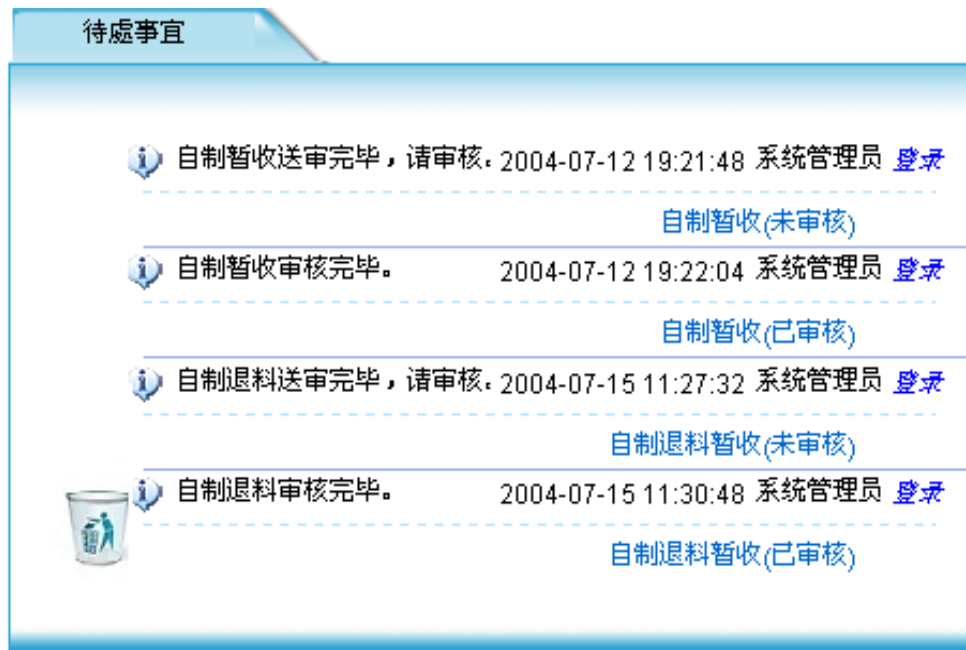 待處事宜
自制暂收送审完毕，请审核. 2004-07-12 19:21:48 系统管理员 登录
自制暂收(未审核)
自制暂收审核完毕。 2004-07-12 19:22:04 系统管理员 登录
自制暂收(已审核)
自制退料送审完毕，请审核. 2004-07-15 11:27:32 系统管理员 登录
自制退料暂收(未审核)
自制退料审核完毕。 2004-07-15 11:30:48 系统管理员 登录
自制退料暂收(已审核)